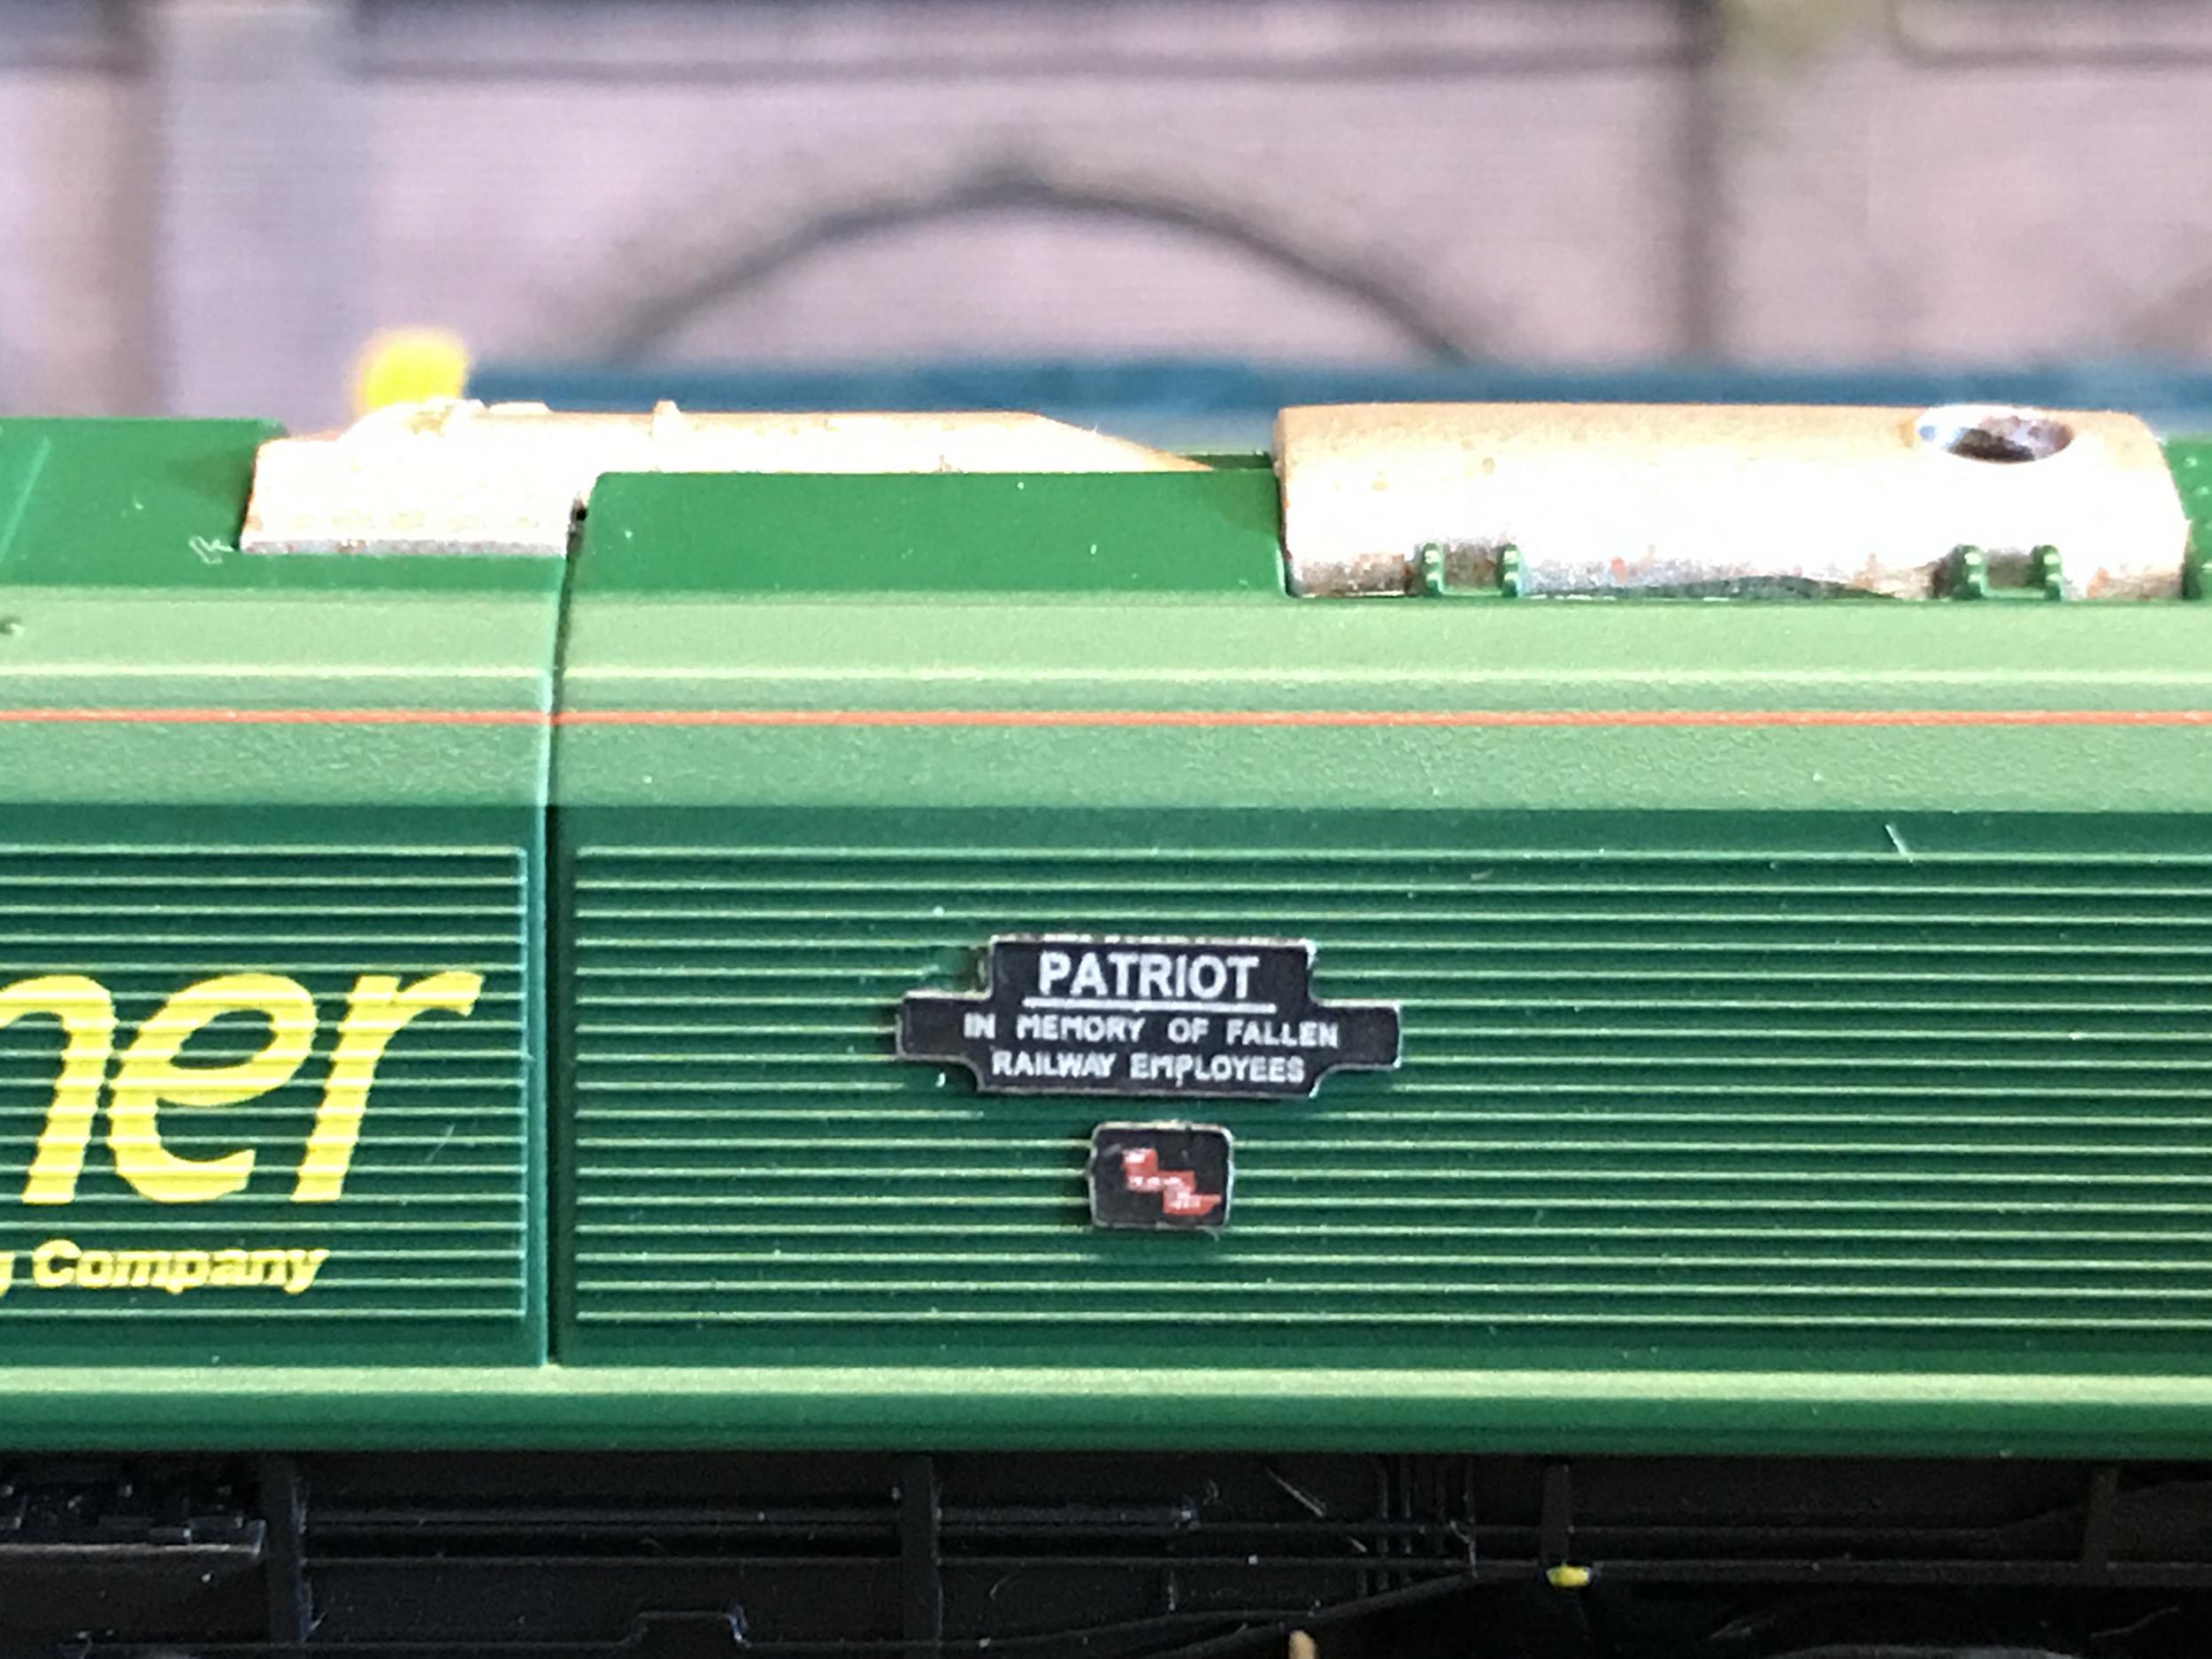 PATRIOT
IN MEMORY OF FALLEN
RAILWAY EMPLOYEES
ner
Company